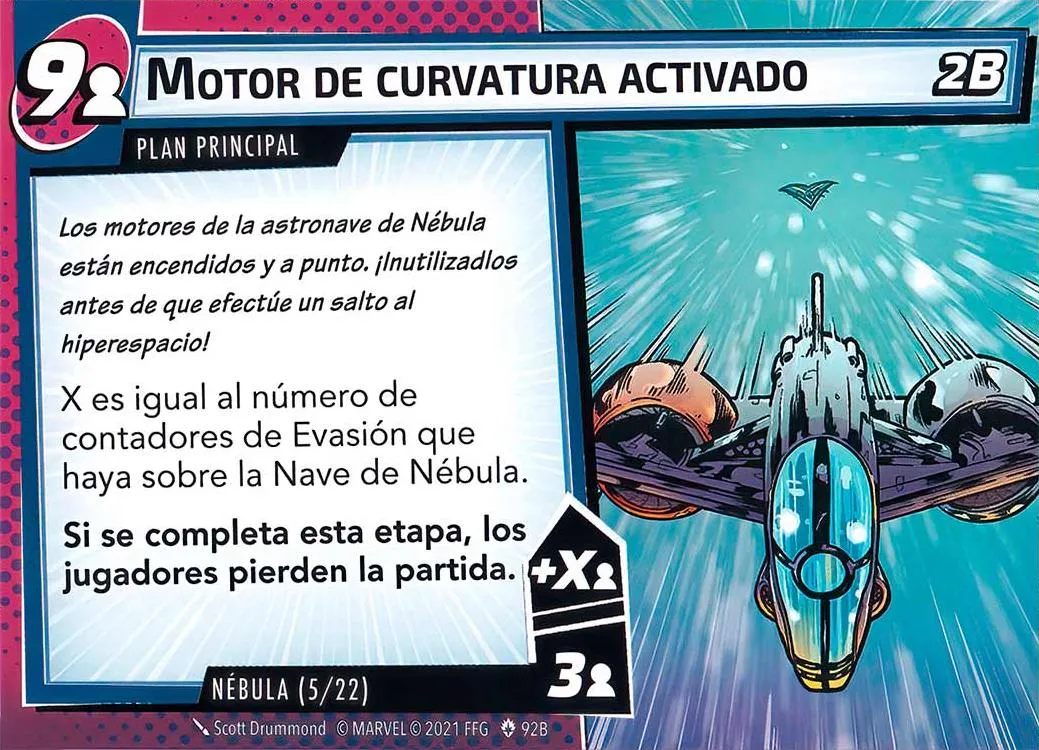 9
MOTOR DE CURVATURA ACTIVADO
2B
PLAN PRINCIPAL
Los motores de la astronave de Nébula
están encendidos y a punto. ¡Inutilizadlos
antes de que efectúe un salto al
hiperespacio!
X es igual al número de
contadores de Evasión que
haya sobre la Nave de Nébula.
Si se completa esta etapa, los
jugadores pierden la partida.
+X
3
NÉBULA (5/22)
Scott Drummond © MARVEL © 2021 FFG 92B